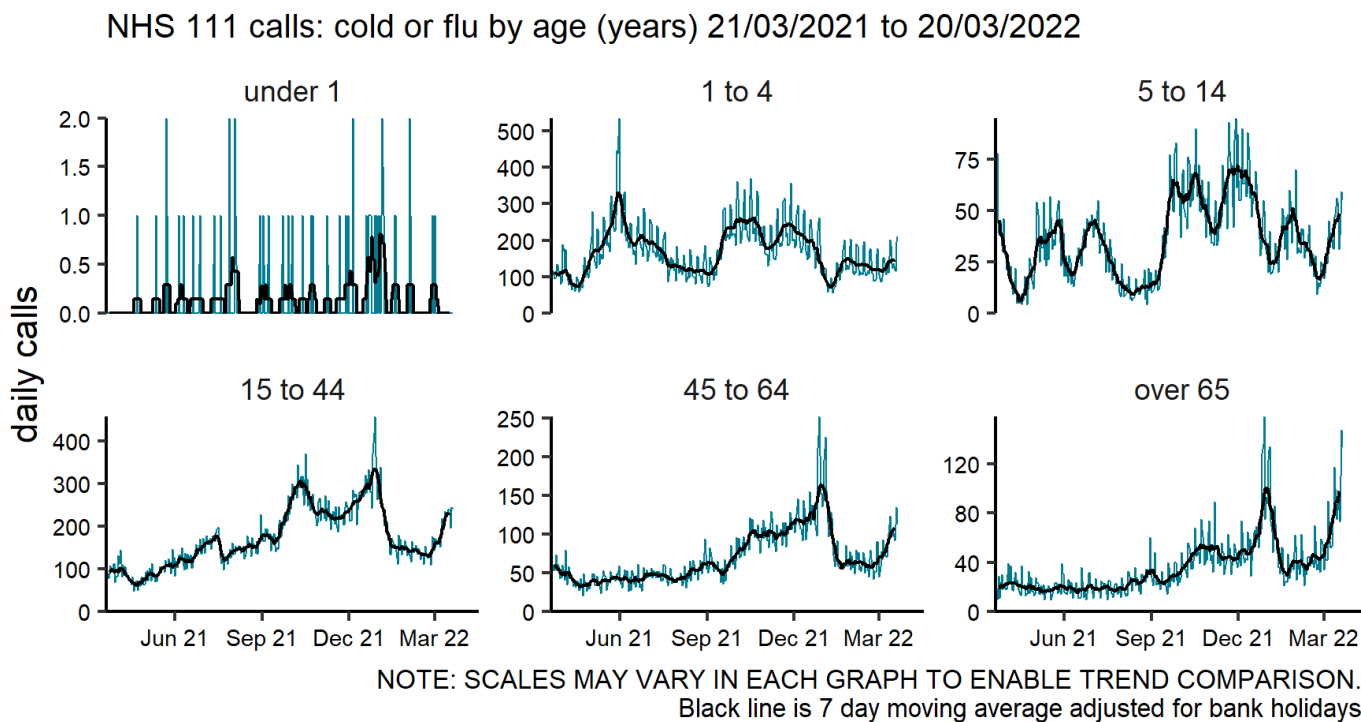 NHS 111 calls: cold or flu by age (years) 21/03/2021 to 20/03/2022
daily calls
under 1
2.0
1.5
1.0
0.5
0.0
1 to 4
500
400
300
200
100
0
5 to 14
75
50
25
0
15 to 44
400
300
200
100
0
Jun 21 Sep 21 Dec 21 Mar 22
45 to 64
250
200
150
100
50
0
Jun 21 Sep 21 Dec 21 Mar 22
over 65
120
80
40
0
Jun 21 Sep 21 Dec 21 Mar 22
NOTE: SCALES MAY VARY IN EACH GRAPH TO ENABLE TREND COMPARISON.
Black line is 7 day moving average adjusted for bank holidays